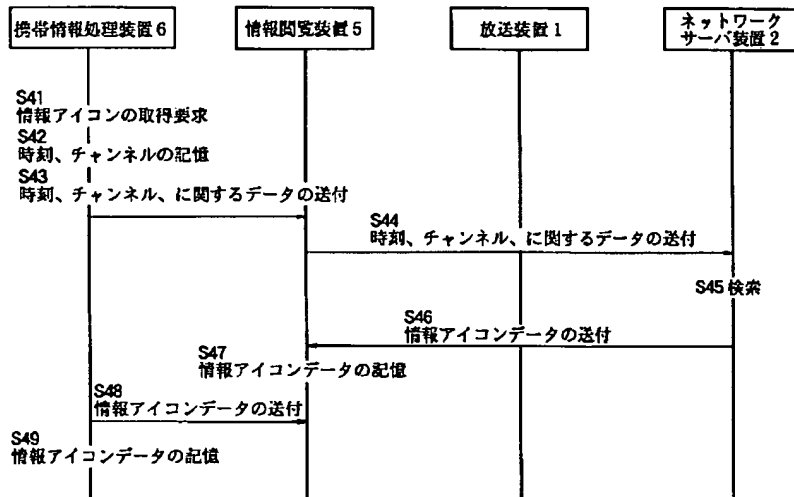 携帯情報処理装置6
情報閲覧装置5
放送装置1
ネットワーク
サーバ装置2
S41
情報アイコンの取得要求
S42
時刻、チャンネルの記憶
S43
時刻、チャンネル、に関するデータの送付
S44
時刻、チャンネル、に関するデータの送付
S45 検索
S46
情報アイコンデータの送付
S47
情報アイコンデータの記憶
S48
情報アイコンデータの送付
S49
情報アイコンデータの記憶